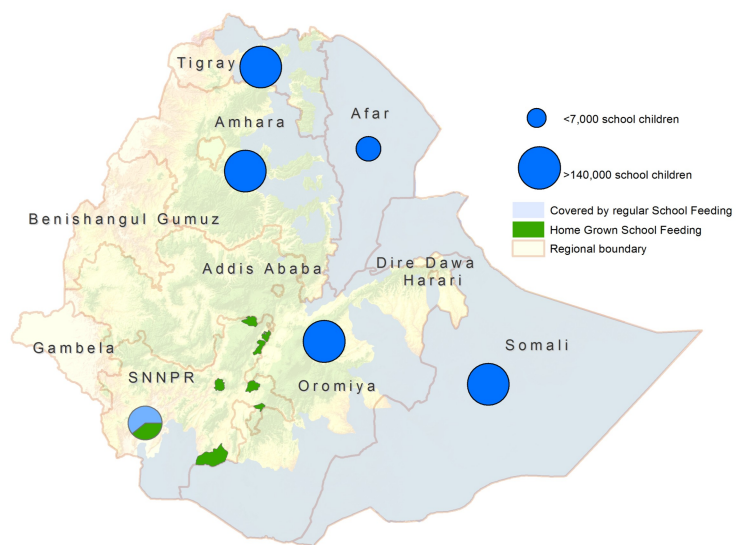 Tigray
Afar
Amhara
Benishangul Gumuz
Addis Ababa
Dire Dawa
Harari
Gambela
SNNPR
Oromiya
Somali
<7,000 school children
>140,000 school children
Covered by regular School Feeding
Home Grown School Feeding
Regional boundary